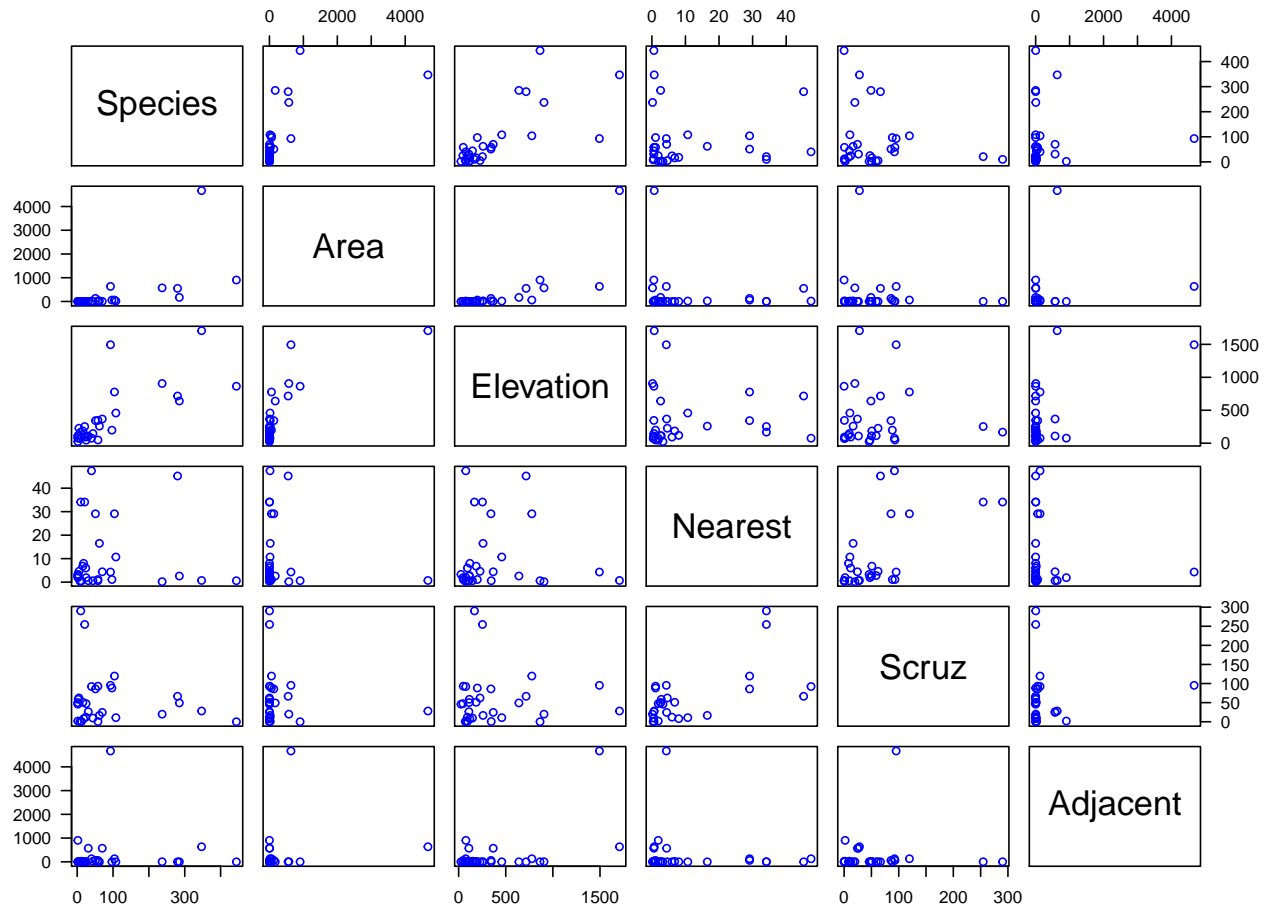 0 2000 4000 0 10 20 30 40 0 2000 4000
Species 0 100 200 300 400
0 1000 2000 3000 4000 Area
Elevation 0 500 1000 1500
0 10 20 30 40 Nearest
Scruz 0 50 100 150 200 250 300
0 1000 2000 3000 4000 Adjacent
0 100 300 0 500 1500 0 100 200 300